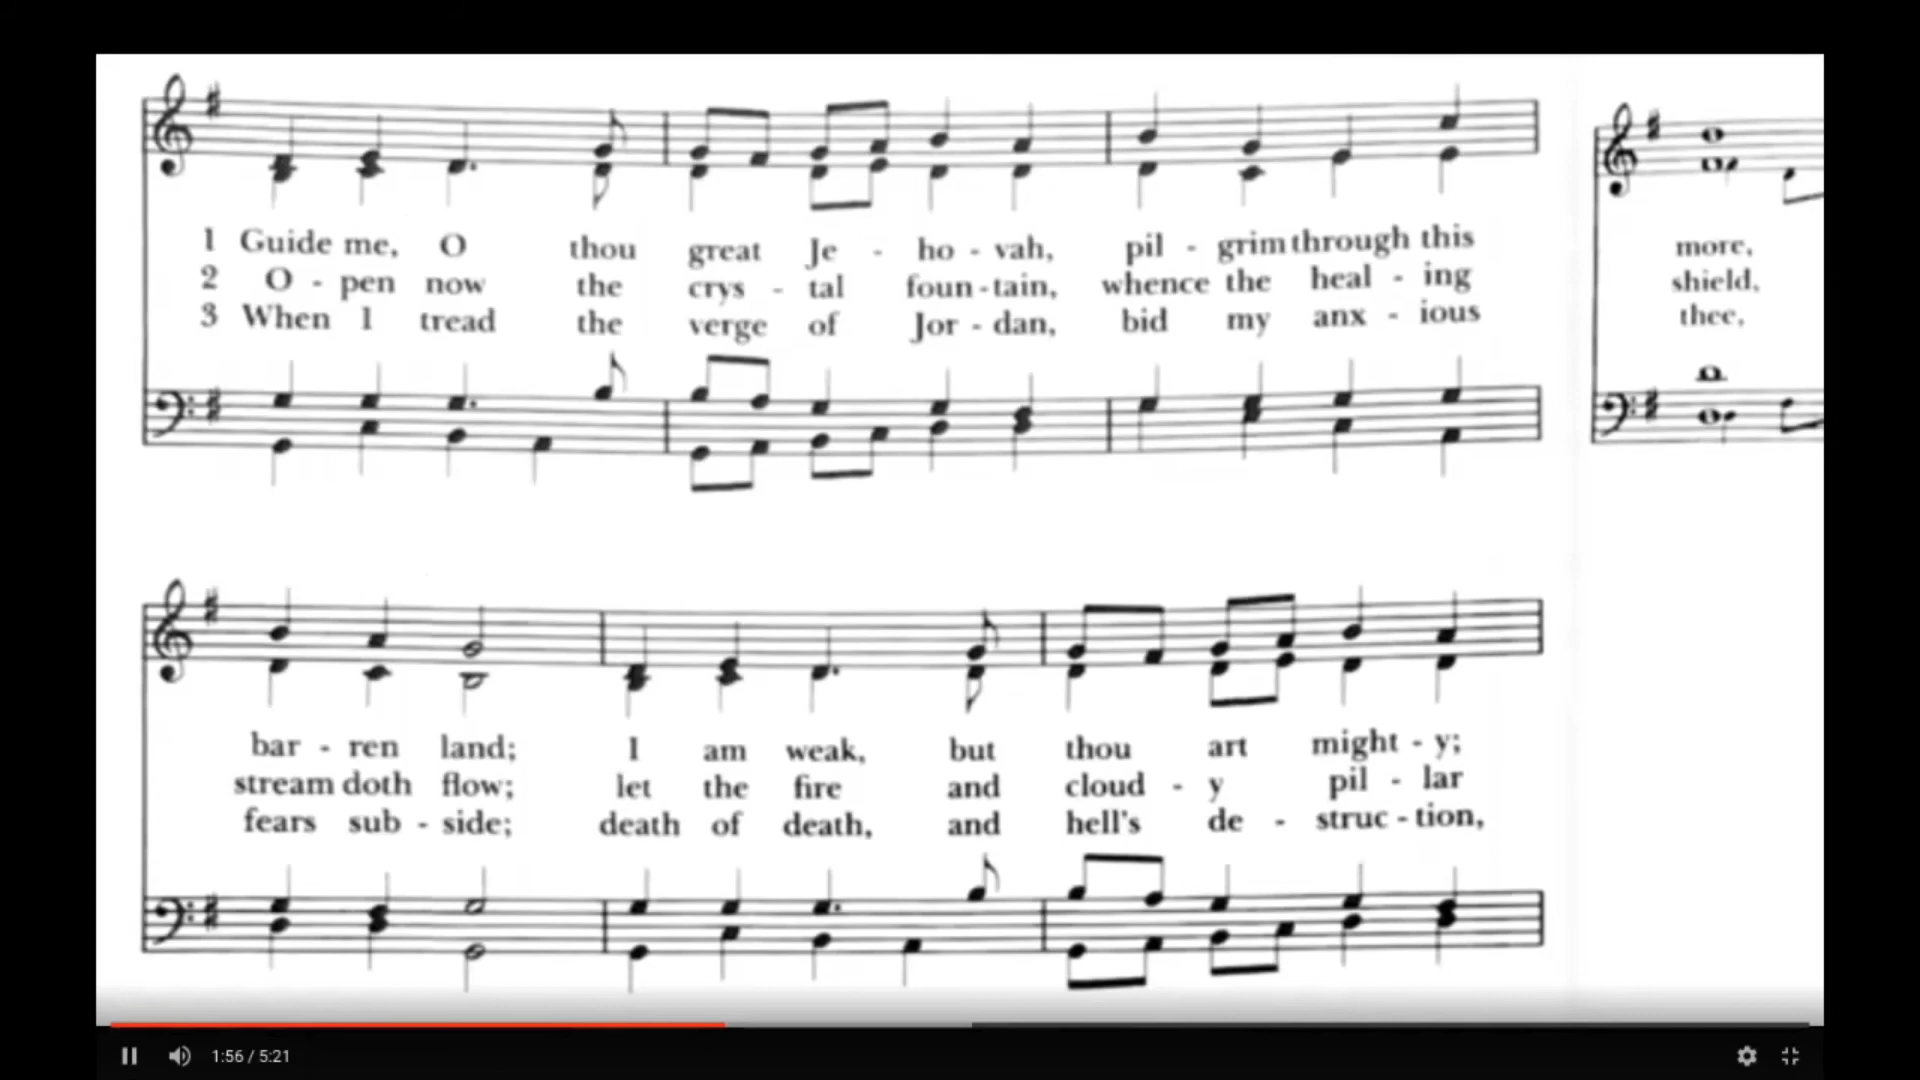 1 Guide me, O thou great Je - ho - vah, pil - grim through this
2 O - pen now the crys - tal foun - tain, whence the heal - ing
3 When I tread the verge of Jor - dan, bid my anx - ious
more,
shield,
thee,
bar - ren land; I am weak, but thou art might - y;
stream doth flow; let the fire and cloud - y pil - lar
fears sub - side; death of death, and hell's de - struc - tion,
1:56 / 5:21